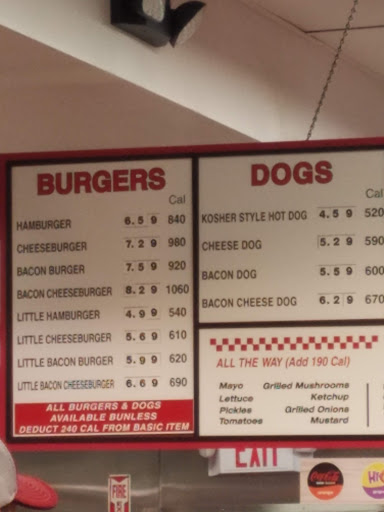 BURGERS
Cal
HAMBURGER 6.59 840
CHEESEBURGER 7.29 980
BACON BURGER 7.59 920
BACON CHEESEBURGER 8.29 1060
LITTLE HAMBURGER 4.99 540
LITTLE CHEESEBURGER 5.69 610
LITTLE BACON BURGER 5.99 620
LITTLE BACON CHEESEBURGER 6.69 690
ALL BURGERS & DOGS
AVAILABLE BUNLESS
DEDUCT 240 CAL FROM BASIC ITEM
DOGS
Cal
KOSHER STYLE HOT DOG 4.59 520
CHEESE DOG 5.29 590
BACON DOG 5.59 600
BACON CHEESE DOG 6.29 670
ALL THE WAY (Add 190 Cal)
Mayo Grilled Mushrooms
Lettuce Ketchup
Pickles Grilled Onions
Tomatoes Mustard
EXIT
FIRE
Coca-Cola